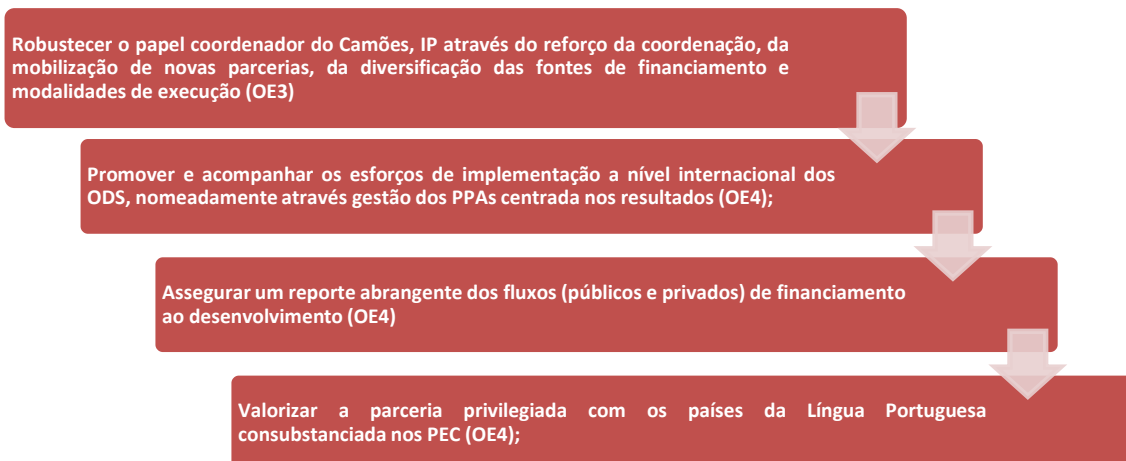 Robustecer o papel coordenador do Camões, IP através do reforço da coordenação, da
mobilização de novas parcerias, da diversificação das fontes de financiamento e
modalidades de execução (OE3)
Promover e acompanhar os esforços de implementação a nível internacional dos
ODS, nomeadamente através gestão dos PPAs centrada nos resultados (OE4);
Assegurar um reporte abrangente dos fluxos (públicos e privados) de financiamento
ao desenvolvimento (OE4)
Valorizar a parceria privilegiada com os países da Língua Portuguesa
consubstanciada nos PEC (OE4);